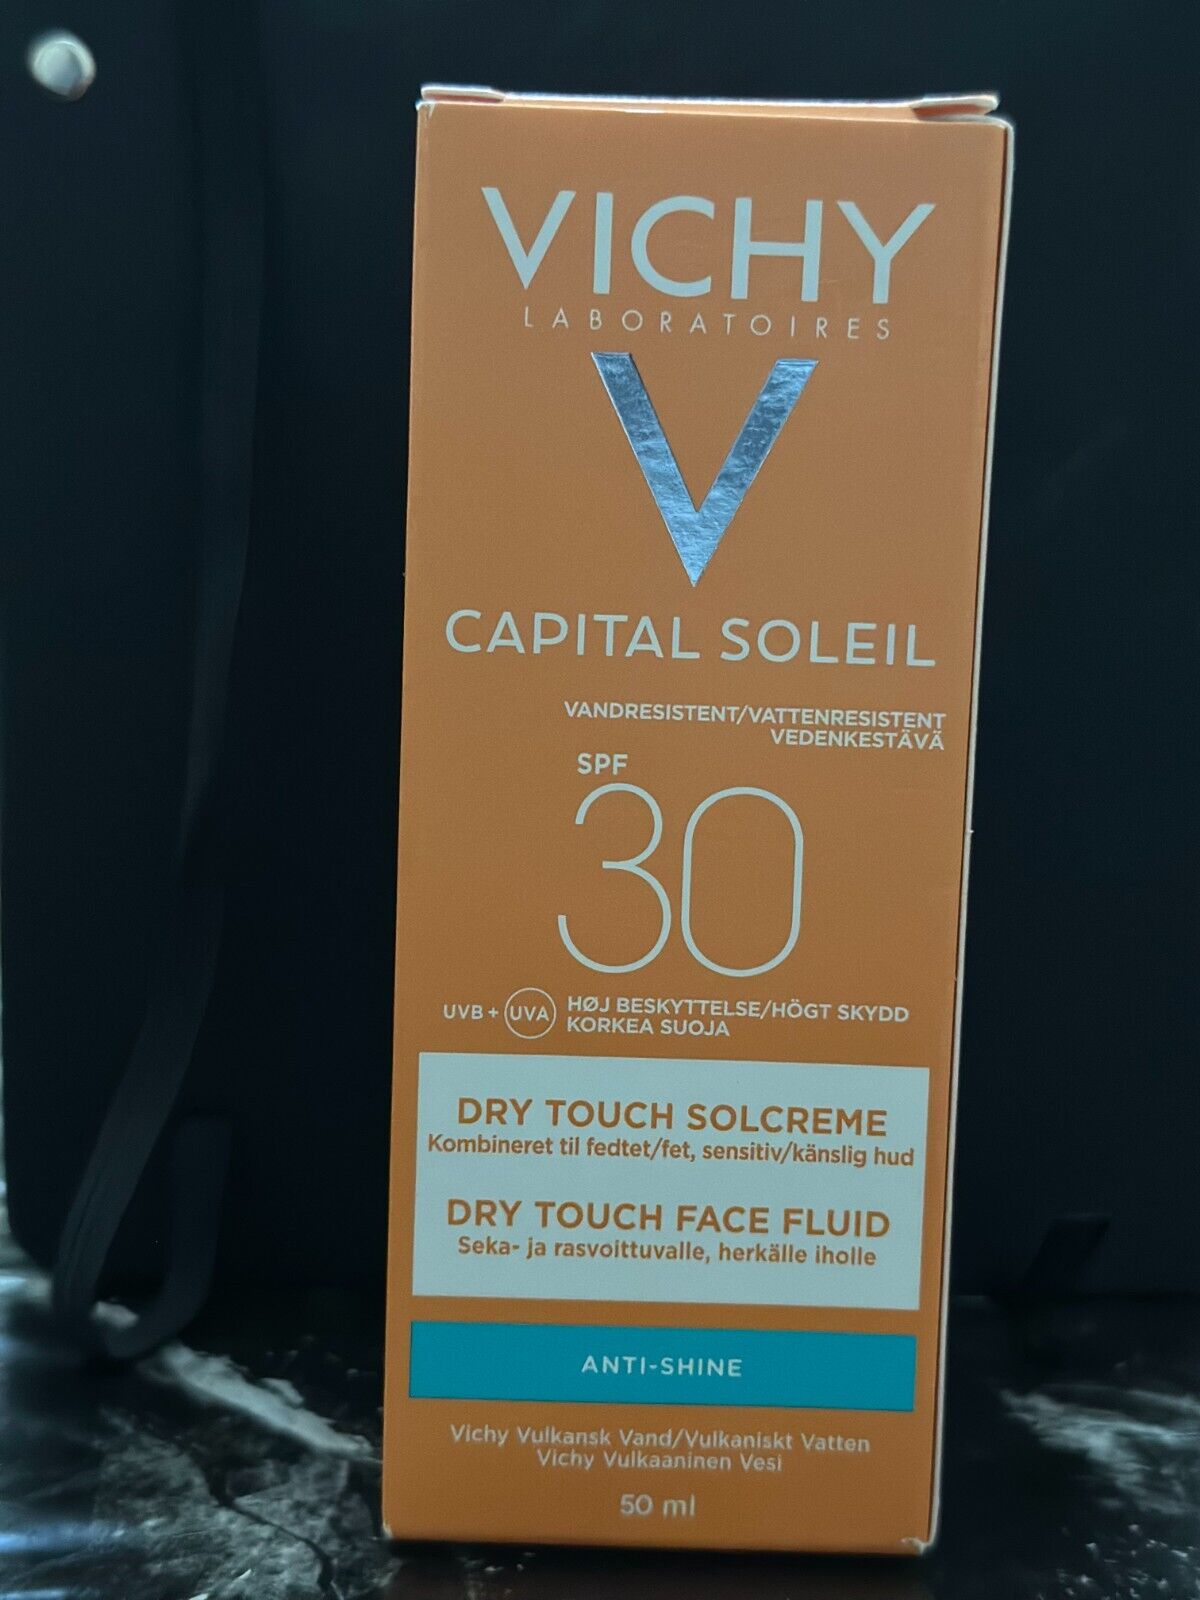 VICHY
LABORATOIRES
CAPITAL SOLEIL
VANDRESISTENT/VATTENRESISTENT
VEDENKESTÄVÄ
SPF
30
UVB + UVA
HØJ BESKYTTELSE/HÖGT SKYDD
KORKEA SUOJA
DRY TOUCH SOLCREME
Kombineret til fedtet/fet, sensitiv/känslig hud
DRY TOUCH FACE FLUID
Seka- ja rasvoittuvalle, herkälle iholle
ANTI-SHINE
Vichy Vulkansk Vand/Vulkaniskt Vatten
Vichy Vulkaaninen Vesi
50 ml